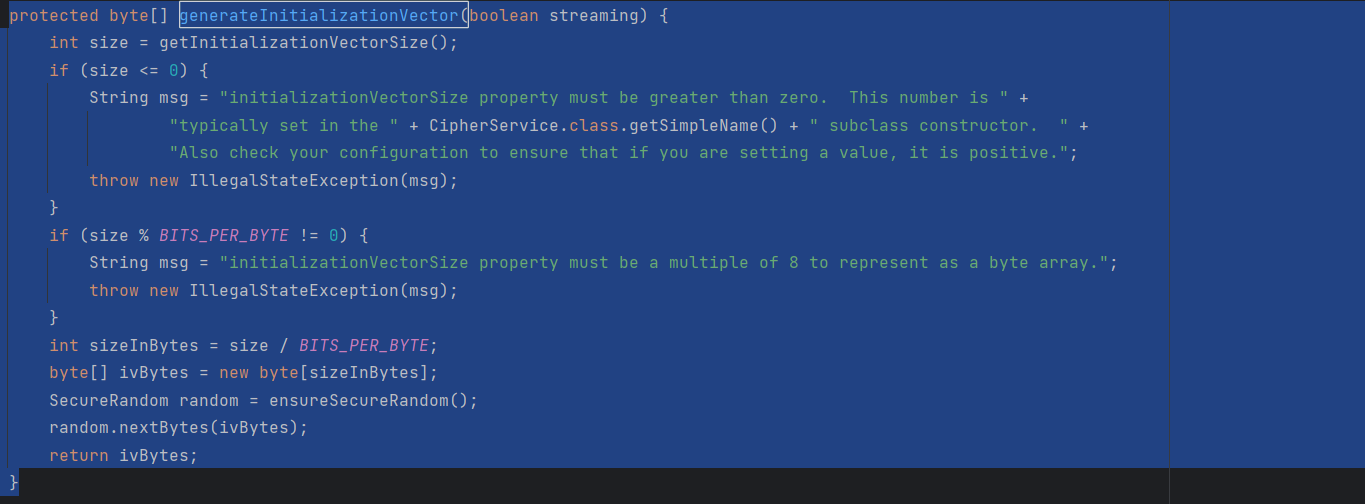 protected byte[] generateInitializationVector(boolean streaming) {
    int size = getInitializationVectorSize();
    if (size <= 0) {
        String msg = "initializationVectorSize property must be greater than zero.  This number is " +
                "typically set in the " + CipherService.class.getSimpleName() + " subclass constructor.  " +
                "Also check your configuration to ensure that if you are setting a value, it is positive.";
        throw new IllegalStateException(msg);
    }
    if (size % BITS_PER_BYTE != 0) {
        String msg = "initializationVectorSize property must be a multiple of 8 to represent as a byte array.";
        throw new IllegalStateException(msg);
    }
    int sizeInBytes = size / BITS_PER_BYTE;
    byte[] ivBytes = new byte[sizeInBytes];
    SecureRandom random = ensureSecureRandom();
    random.nextBytes(ivBytes);
    return ivBytes;
}